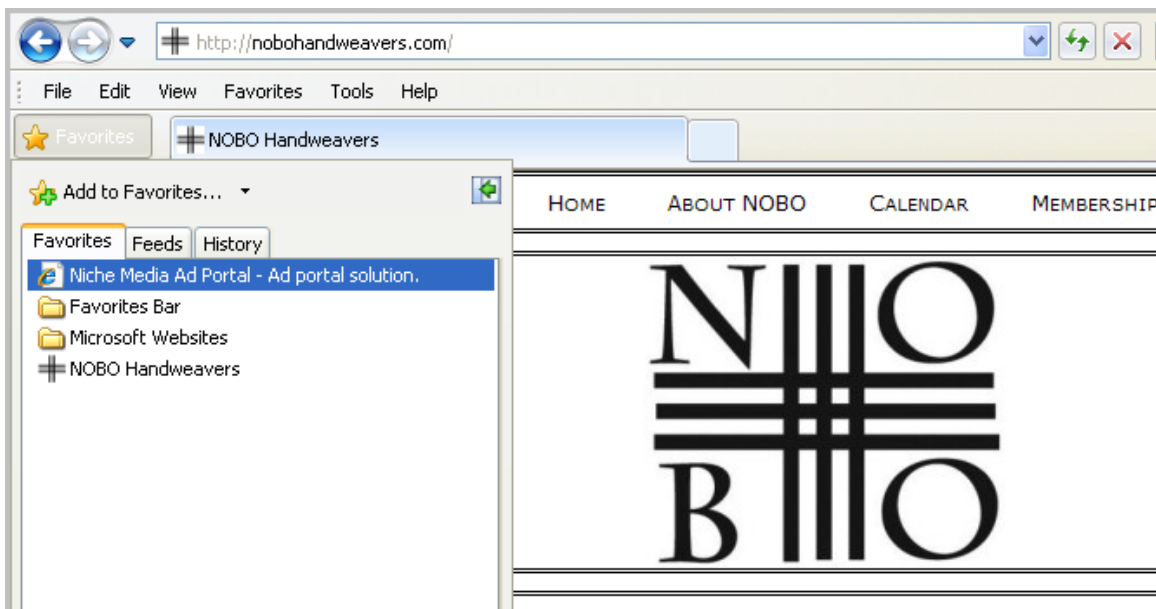 http://nobohandweavers.com/
File Edit View Favorites Tools Help
Favorites NOBO Handweavers
Add to Favorites...
Favorites Feeds History
Niche Media Ad Portal - Ad portal solution.
Favorites Bar
Microsoft Websites
NOBO Handweavers
HOME ABOUT NOBO CALENDAR MEMBERSHIP
N O
B O